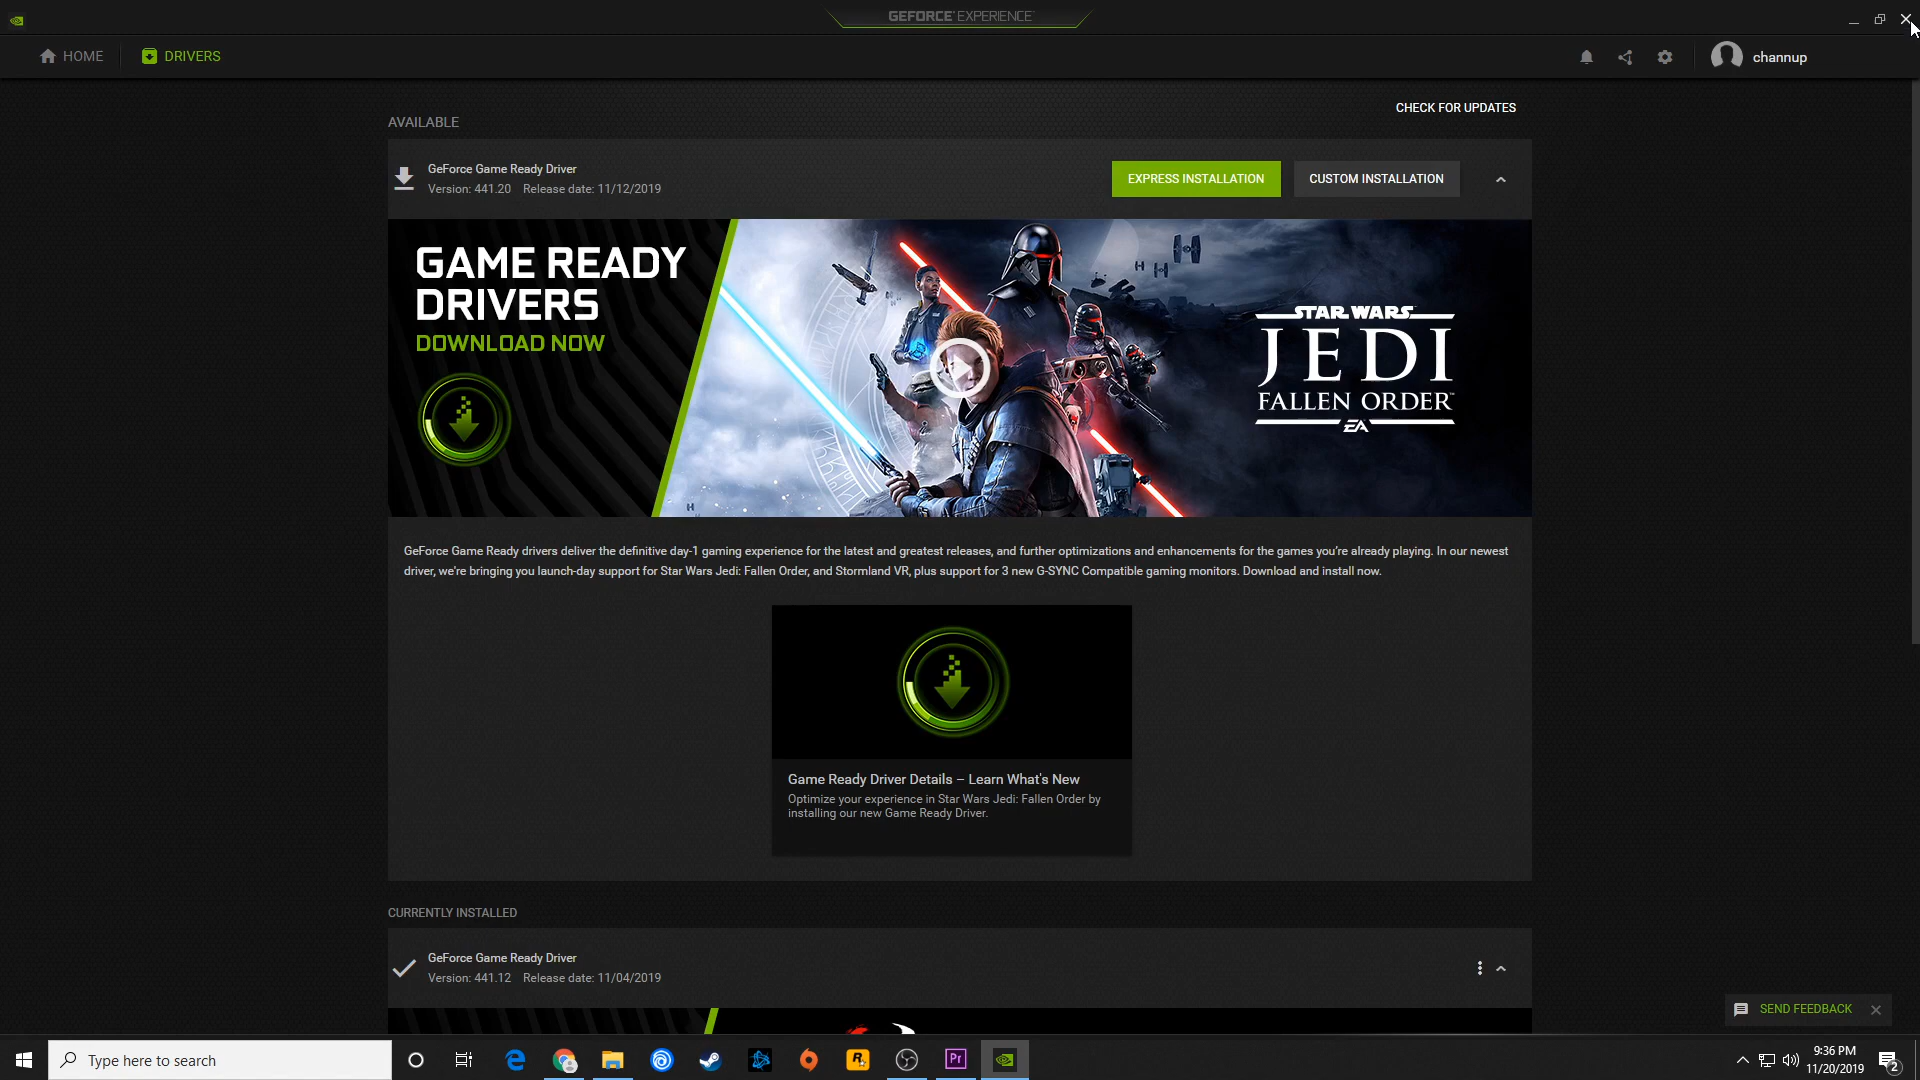 GEFORCE EXPERIENCE
HOME
DRIVERS
channup
CHECK FOR UPDATES
AVAILABLE
GeForce Game Ready Driver
Version: 441.20 Release date: 11/12/2019
EXPRESS INSTALLATION
CUSTOM INSTALLATION
GAME READY
DRIVERS
DOWNLOAD NOW
STAR WARS
JEDI
FALLEN ORDER™
EA
GeForce Game Ready drivers deliver the definitive day-1 gaming experience for the latest and greatest releases, and further optimizations and enhancements for the games you're already playing. In our newest
driver, we're bringing you launch-day support for Star Wars Jedi: Fallen Order, and Stormland VR, plus support for 3 new G-SYNC Compatible gaming monitors. Download and install now.
Game Ready Driver Details – Learn What's New
Optimize your experience in Star Wars Jedi: Fallen Order by
installing our new Game Ready Driver.
CURRENTLY INSTALLED
GeForce Game Ready Driver
Version: 441.12 Release date: 11/04/2019
SEND FEEDBACK
Type here to search
R
Pr
9:36 PM
11/20/2019
2